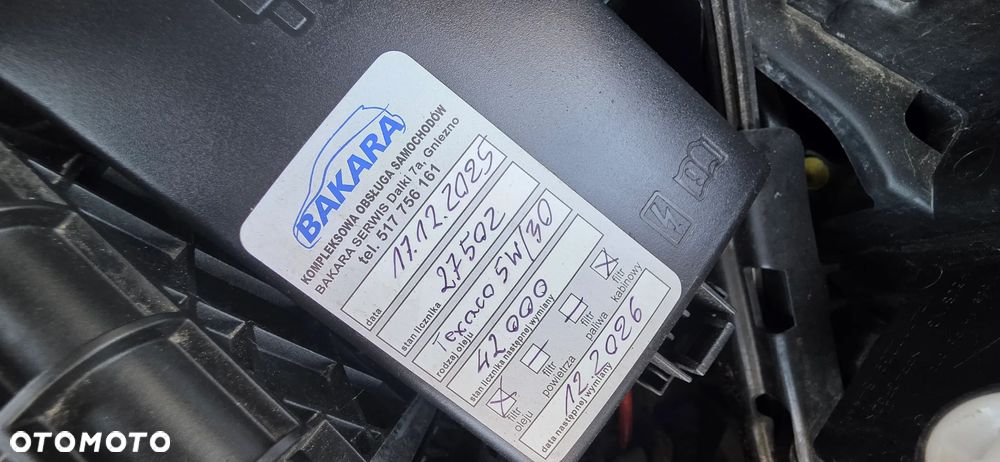 BAKARA
KOMPLEKSOWA OBSŁUGA SAMOCHODÓW
BAKARA SERWIS Dalki 7a, Gniezno
tel. 517 756 161
17.12.2025
data
27502
stan licznika
Texaco 5W/30
rodzaj oleju
42000
stan licznika następnej wymiany
filtr oleju
filtr powietrza
filtr paliwa
filtr kabinowy
12.2026
data następnej wymiany
OTOMOTO